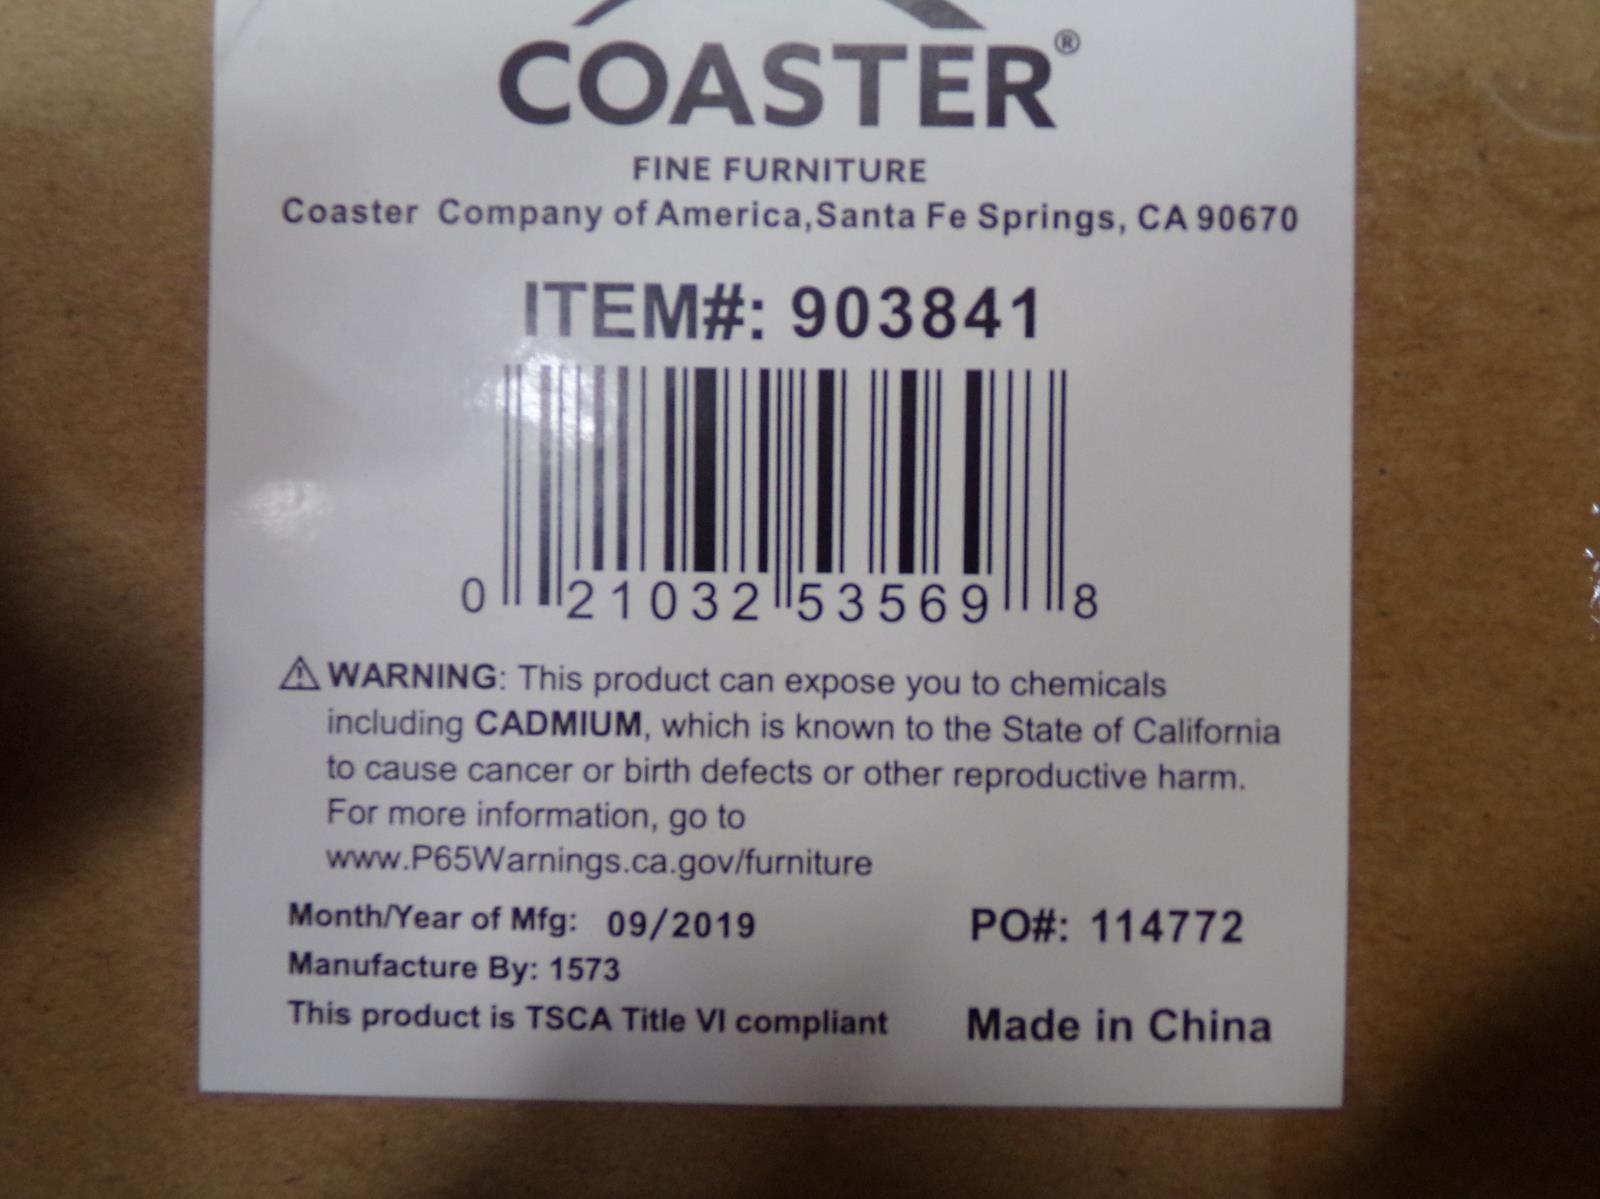 COASTER®
FINE FURNITURE
Coaster Company of America,Santa Fe Springs, CA 90670
ITEM#: 903841
0 21032 53569 8
⚠ WARNING: This product can expose you to chemicals
including CADMIUM, which is known to the State of California
to cause cancer or birth defects or other reproductive harm.
For more information, go to
www.P65Warnings.ca.gov/furniture
Month/Year of Mfg: 09/2019
PO#: 114772
Manufacture By: 1573
This product is TSCA Title VI compliant
Made in China